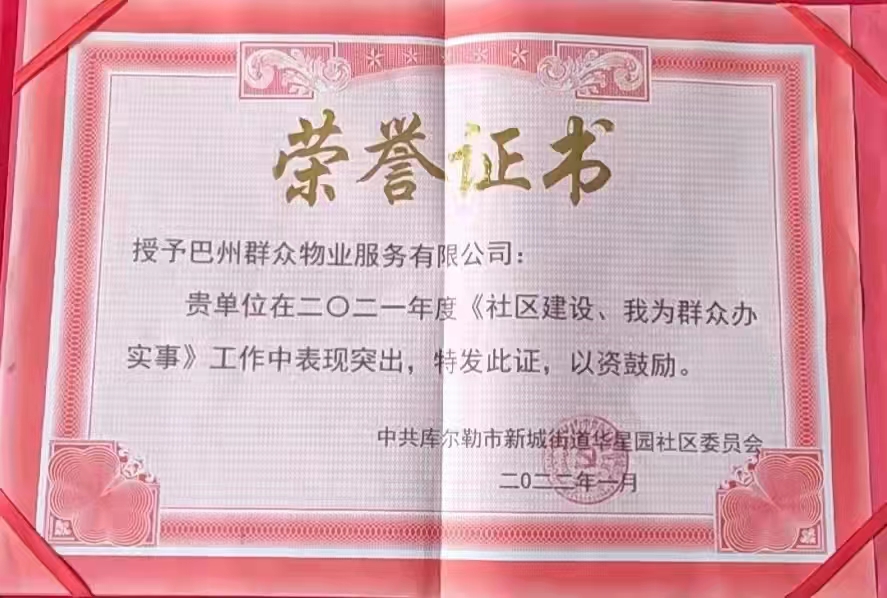 荣誉证书
授予巴州群众物业服务有限公司：
贵单位在二〇二一年度《社区建设、我为群众办
实事》工作中表现突出，特发此证，以资鼓励。
中共库尔勒市新城街道华星园社区委员会
二0二二年一月